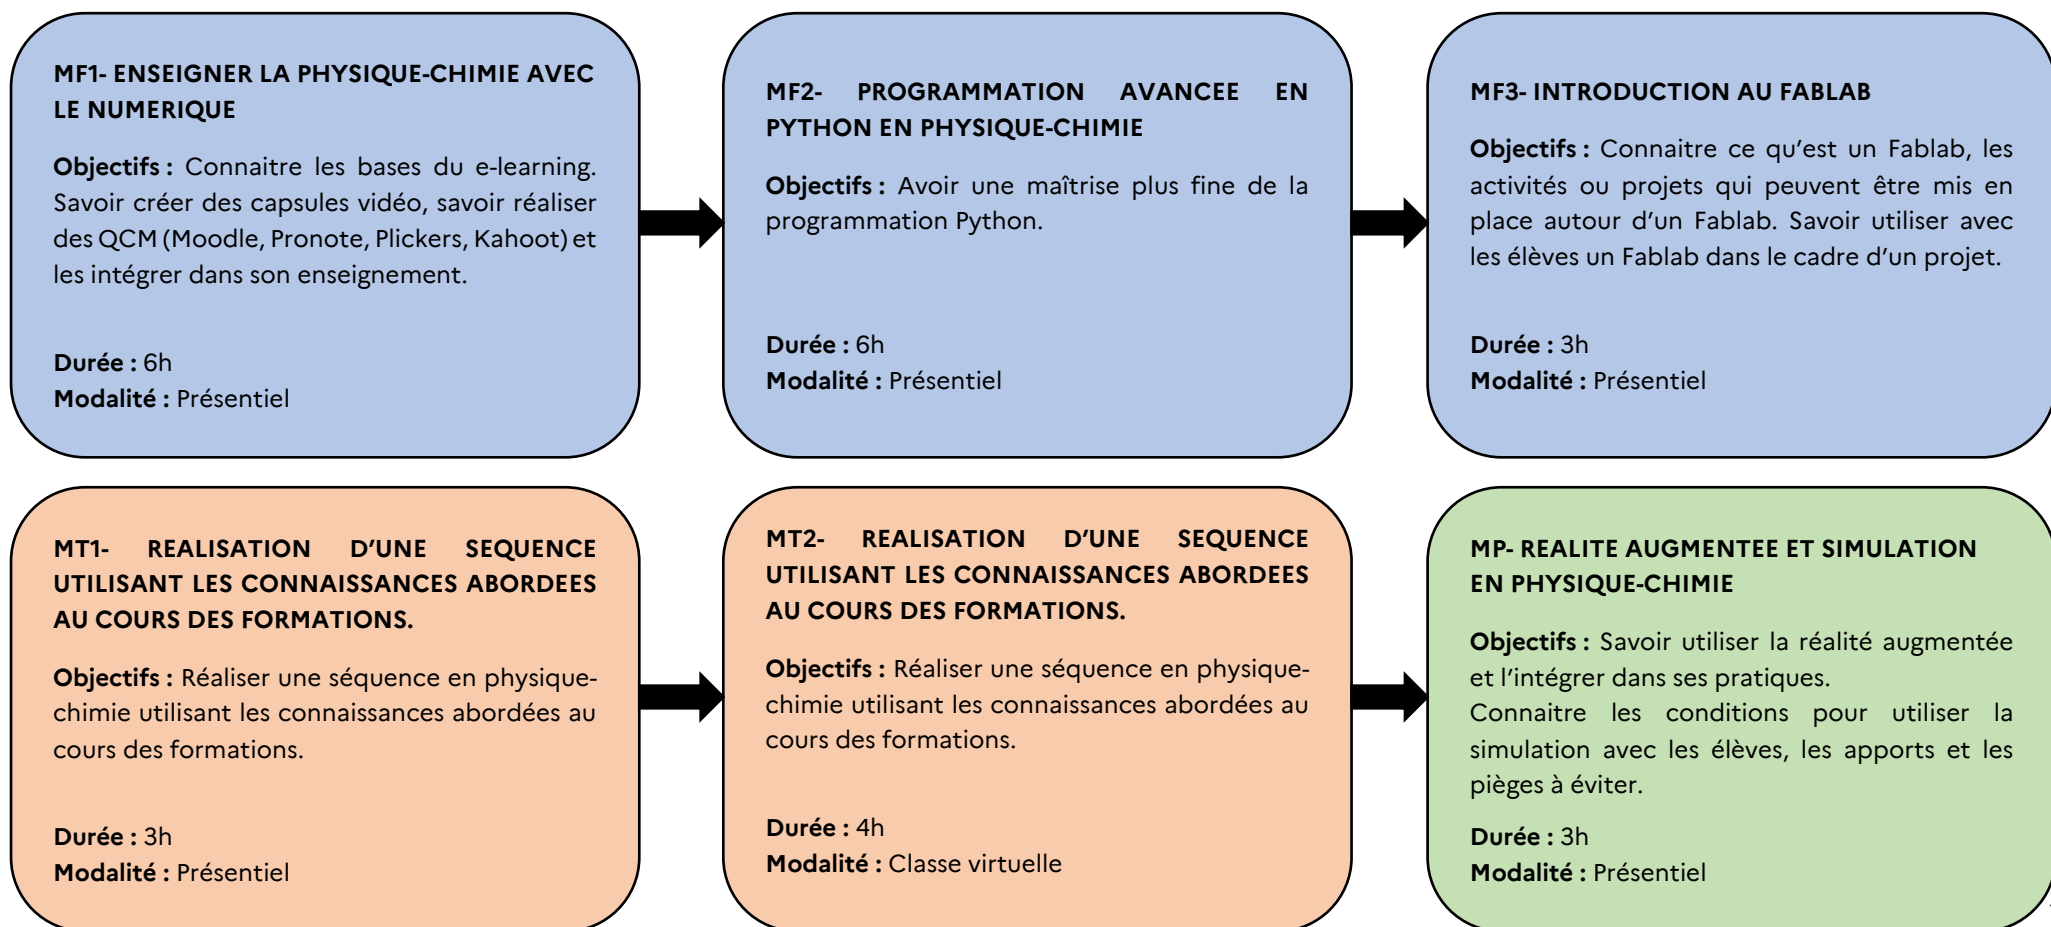 MF1- ENSEIGNER LA PHYSIQUE-CHIMIE AVEC
LE NUMERIQUE
Objectifs : Connaitre les bases du e-learning.
Savoir créer des capsules vidéo, savoir réaliser
des QCM (Moodle, Pronote, Plickers, Kahoot) et
les intégrer dans son enseignement.
Durée : 6h
Modalité : Présentiel
MF2- PROGRAMMATION AVANCEE EN
PYTHON EN PHYSIQUE-CHIMIE
Objectifs : Avoir une maîtrise plus fine de la
programmation Python.
Durée : 6h
Modalité : Présentiel
MF3- INTRODUCTION AU FABLAB
Objectifs : Connaitre ce qu’est un Fablab, les
activités ou projets qui peuvent être mis en
place autour d’un Fablab. Savoir utiliser avec
les élèves un Fablab dans le cadre d’un projet.
Durée : 3h
Modalité : Présentiel
MT1- REALISATION D’UNE SEQUENCE
UTILISANT LES CONNAISSANCES ABORDEES
AU COURS DES FORMATIONS.
Objectifs : Réaliser une séquence en physique-
chimie utilisant les connaissances abordées au
cours des formations.
Durée : 3h
Modalité : Présentiel
MT2- REALISATION D’UNE SEQUENCE
UTILISANT LES CONNAISSANCES ABORDEES
AU COURS DES FORMATIONS.
Objectifs : Réaliser une séquence en physique-
chimie utilisant les connaissances abordées au
cours des formations.
Durée : 4h
Modalité : Classe virtuelle
MP- REALITE AUGMENTEE ET SIMULATION
EN PHYSIQUE-CHIMIE
Objectifs : Savoir utiliser la réalité augmentée
et l’intégrer dans ses pratiques.
Connaitre les conditions pour utiliser la
simulation avec les élèves, les apports et les
pièges à éviter.
Durée : 3h
Modalité : Présentiel